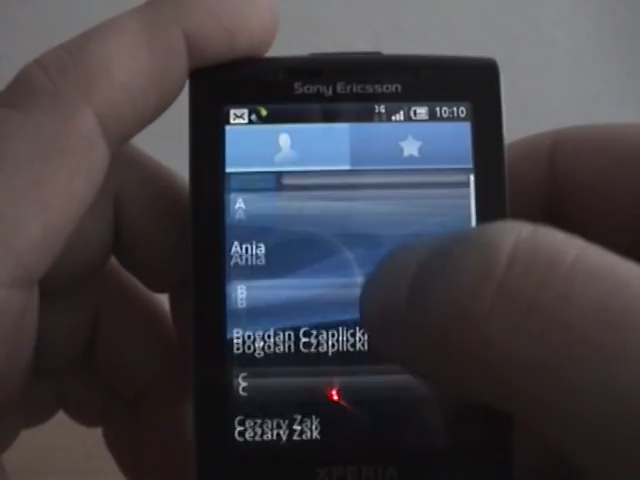 Sony Ericsson
3G 10:10
A
Ania
B
Bogdan Czaplicki
C
Cezary Zak
XPERIA